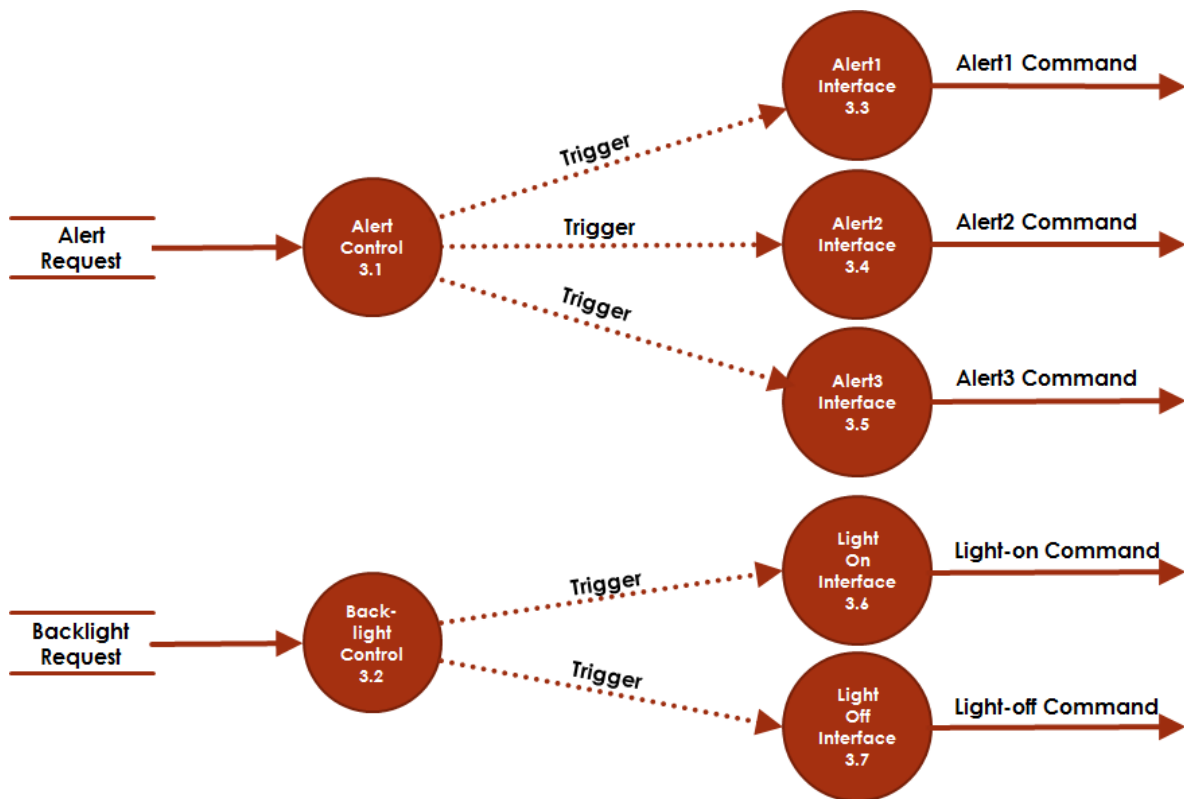 Alert
Request
Alert
Control
3.1
Trigger
Trigger
Trigger
Alert1
Interface
3.3
Alert1 Command
Alert2
Interface
3.4
Alert2 Command
Alert3
Interface
3.5
Alert3 Command
Backlight
Request
Back-
light
Control
3.2
Trigger
Trigger
Light
On
Interface
3.6
Light-on Command
Light
Off
Interface
3.7
Light-off Command